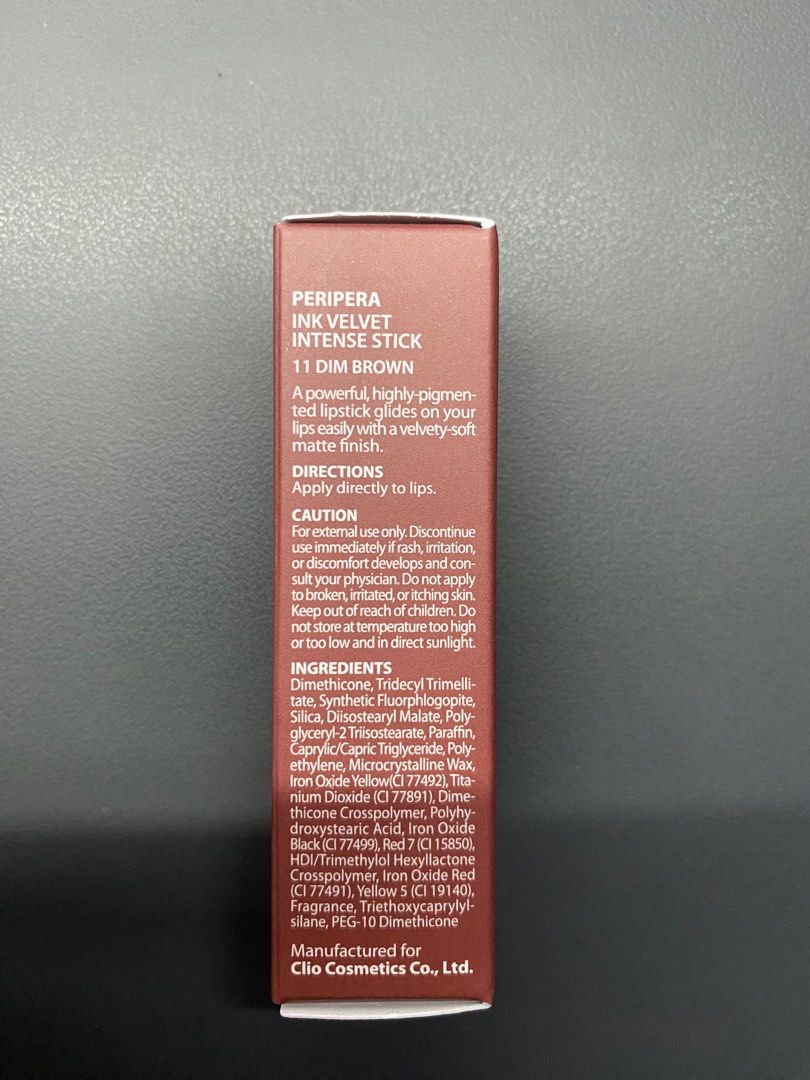 PERIPERA
INK VELVET
INTENSE STICK
11 DIM BROWN
A powerful, highly-pigmen-
ted lipstick glides on your
lips easily with a velvety-soft
matte finish.
DIRECTIONS
Apply directly to lips.
CAUTION
For external use only. Discontinue
use immediately if rash, irritation,
or discomfort develops and con-
sult your physician. Do not apply
to broken, irritated, or itching skin.
Keep out of reach of children. Do
not store at temperature too high
or too low and in direct sunlight.
INGREDIENTS
Dimethicone, Tridecyl Trimelli-
tate, Synthetic Fluorphlogopite,
Silica, Diisostearyl Malate, Poly-
glyceryl-2 Triisostearate, Paraffin,
Caprylic/Capric Triglyceride, Poly-
ethylene, Microcrystalline Wax,
Iron Oxide Yellow(CI 77492), Tita-
nium Dioxide (CI 77891), Dime-
thicone Crosspolymer, Polyhy-
droxystearic Acid, Iron Oxide
Black (CI 77499), Red 7 (CI 15850),
HDI/Trimethylol Hexyllactone
Crosspolymer, Iron Oxide Red
(CI 77491), Yellow 5 (CI 19140),
Fragrance, Triethoxycaprylyl-
silane, PEG-10 Dimethicone
Manufactured for
Clio Cosmetics Co., Ltd.